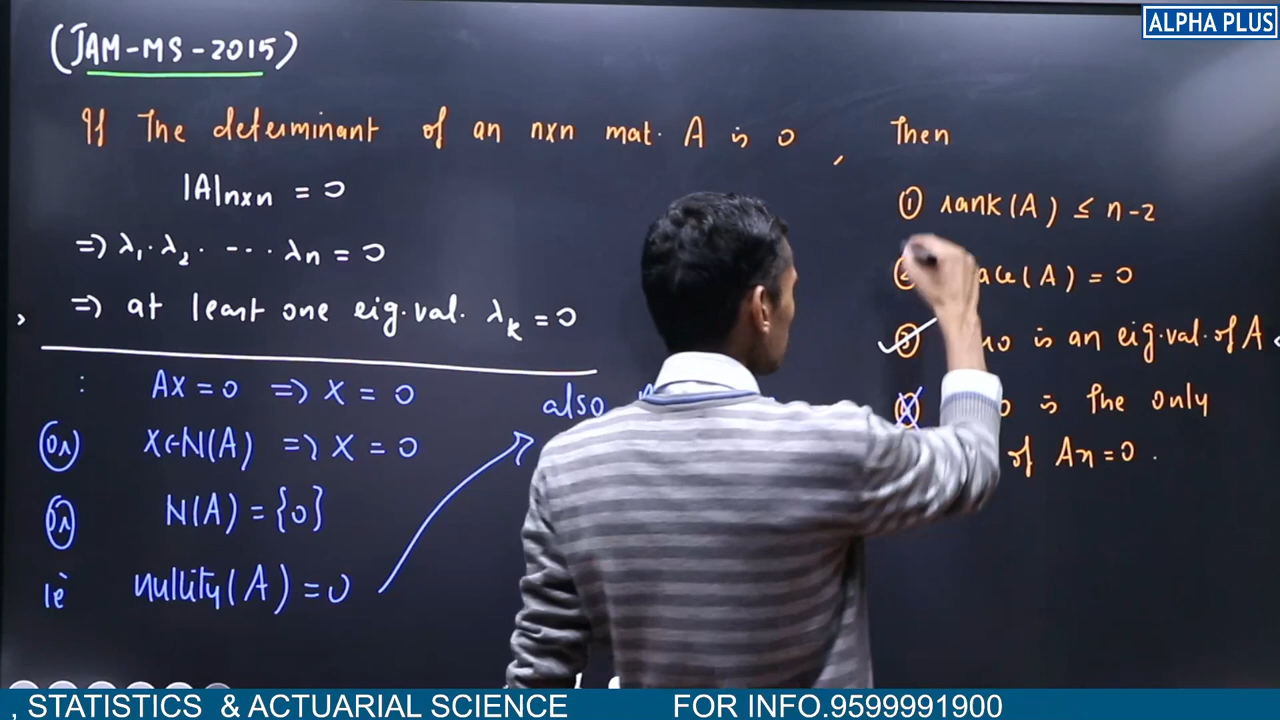 ALPHA PLUS
(JAM-MS-2015)
If The determinant of an nxn mat. A is 0, Then
|A|nxn = 0
=) λ1. λ2. --- . λn = 0
=) at least one eig.val. λk = 0
① rank(A) ≤ n-2
ace(A) = 0
③ is an eig.val. of A
is the only
of Ax=0.
: AX = 0 =) X = 0
also
(or) X∈N(A) =) X = 0
(or) N(A) = {0}
ie nullity(A) = 0
, STATISTICS & ACTUARIAL SCIENCE FOR INFO.9599991900